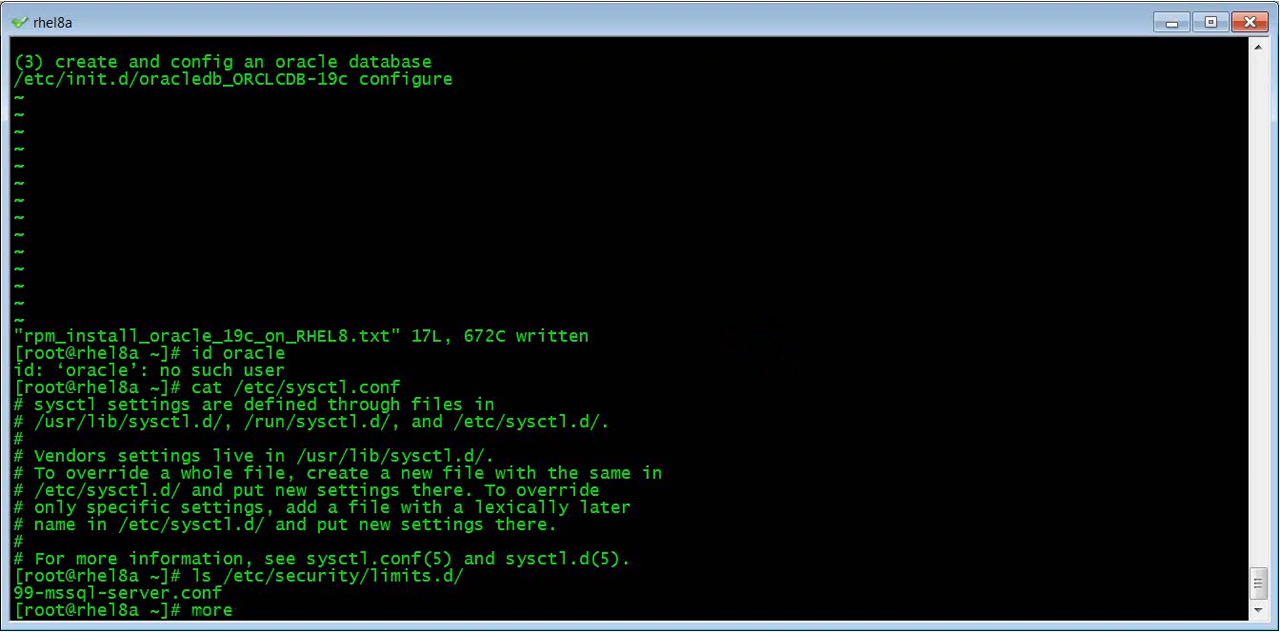 rhel8a
(3) create and config an oracle database
/etc/init.d/oracledb_ORCLCDB-19c configure
~
~
~
~
~
~
~
~
~
~
~
~
~
~
"rpm_install_oracle_19c_on_RHEL8.txt" 17L, 672C written
[root@rhel8a ~]# id oracle
id: ‘oracle’: no such user
[root@rhel8a ~]# cat /etc/sysctl.conf
# sysctl settings are defined through files in
# /usr/lib/sysctl.d/, /run/sysctl.d/, and /etc/sysctl.d/.
#
# Vendors settings live in /usr/lib/sysctl.d/.
# To override a whole file, create a new file with the same in
# /etc/sysctl.d/ and put new settings there. To override
# only specific settings, add a file with a lexically later
# name in /etc/sysctl.d/ and put new settings there.
#
# For more information, see sysctl.conf(5) and sysctl.d(5).
[root@rhel8a ~]# ls /etc/security/limits.d/
99-mssql-server.conf
[root@rhel8a ~]# more